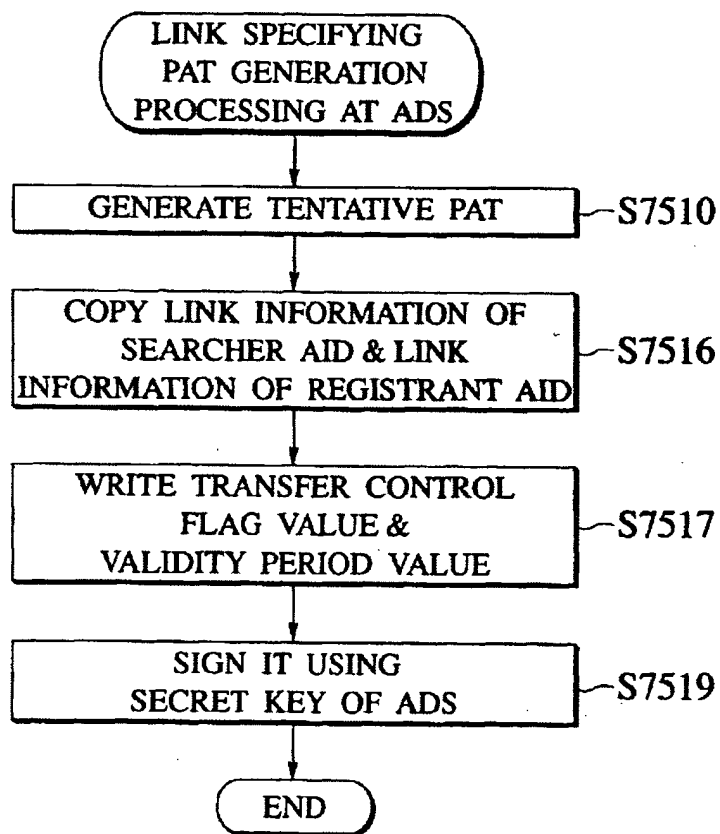 LINK SPECIFYING
PAT GENERATION
PROCESSING AT ADS
GENERATE TENTATIVE PAT
S7510
COPY LINK INFORMATION OF
SEARCHER AID & LINK
INFORMATION OF REGISTRANT AID
S7516
WRITE TRANSFER CONTROL
FLAG VALUE &
VALIDITY PERIOD VALUE
S7517
SIGN IT USING
SECRET KEY OF ADS
S7519
END